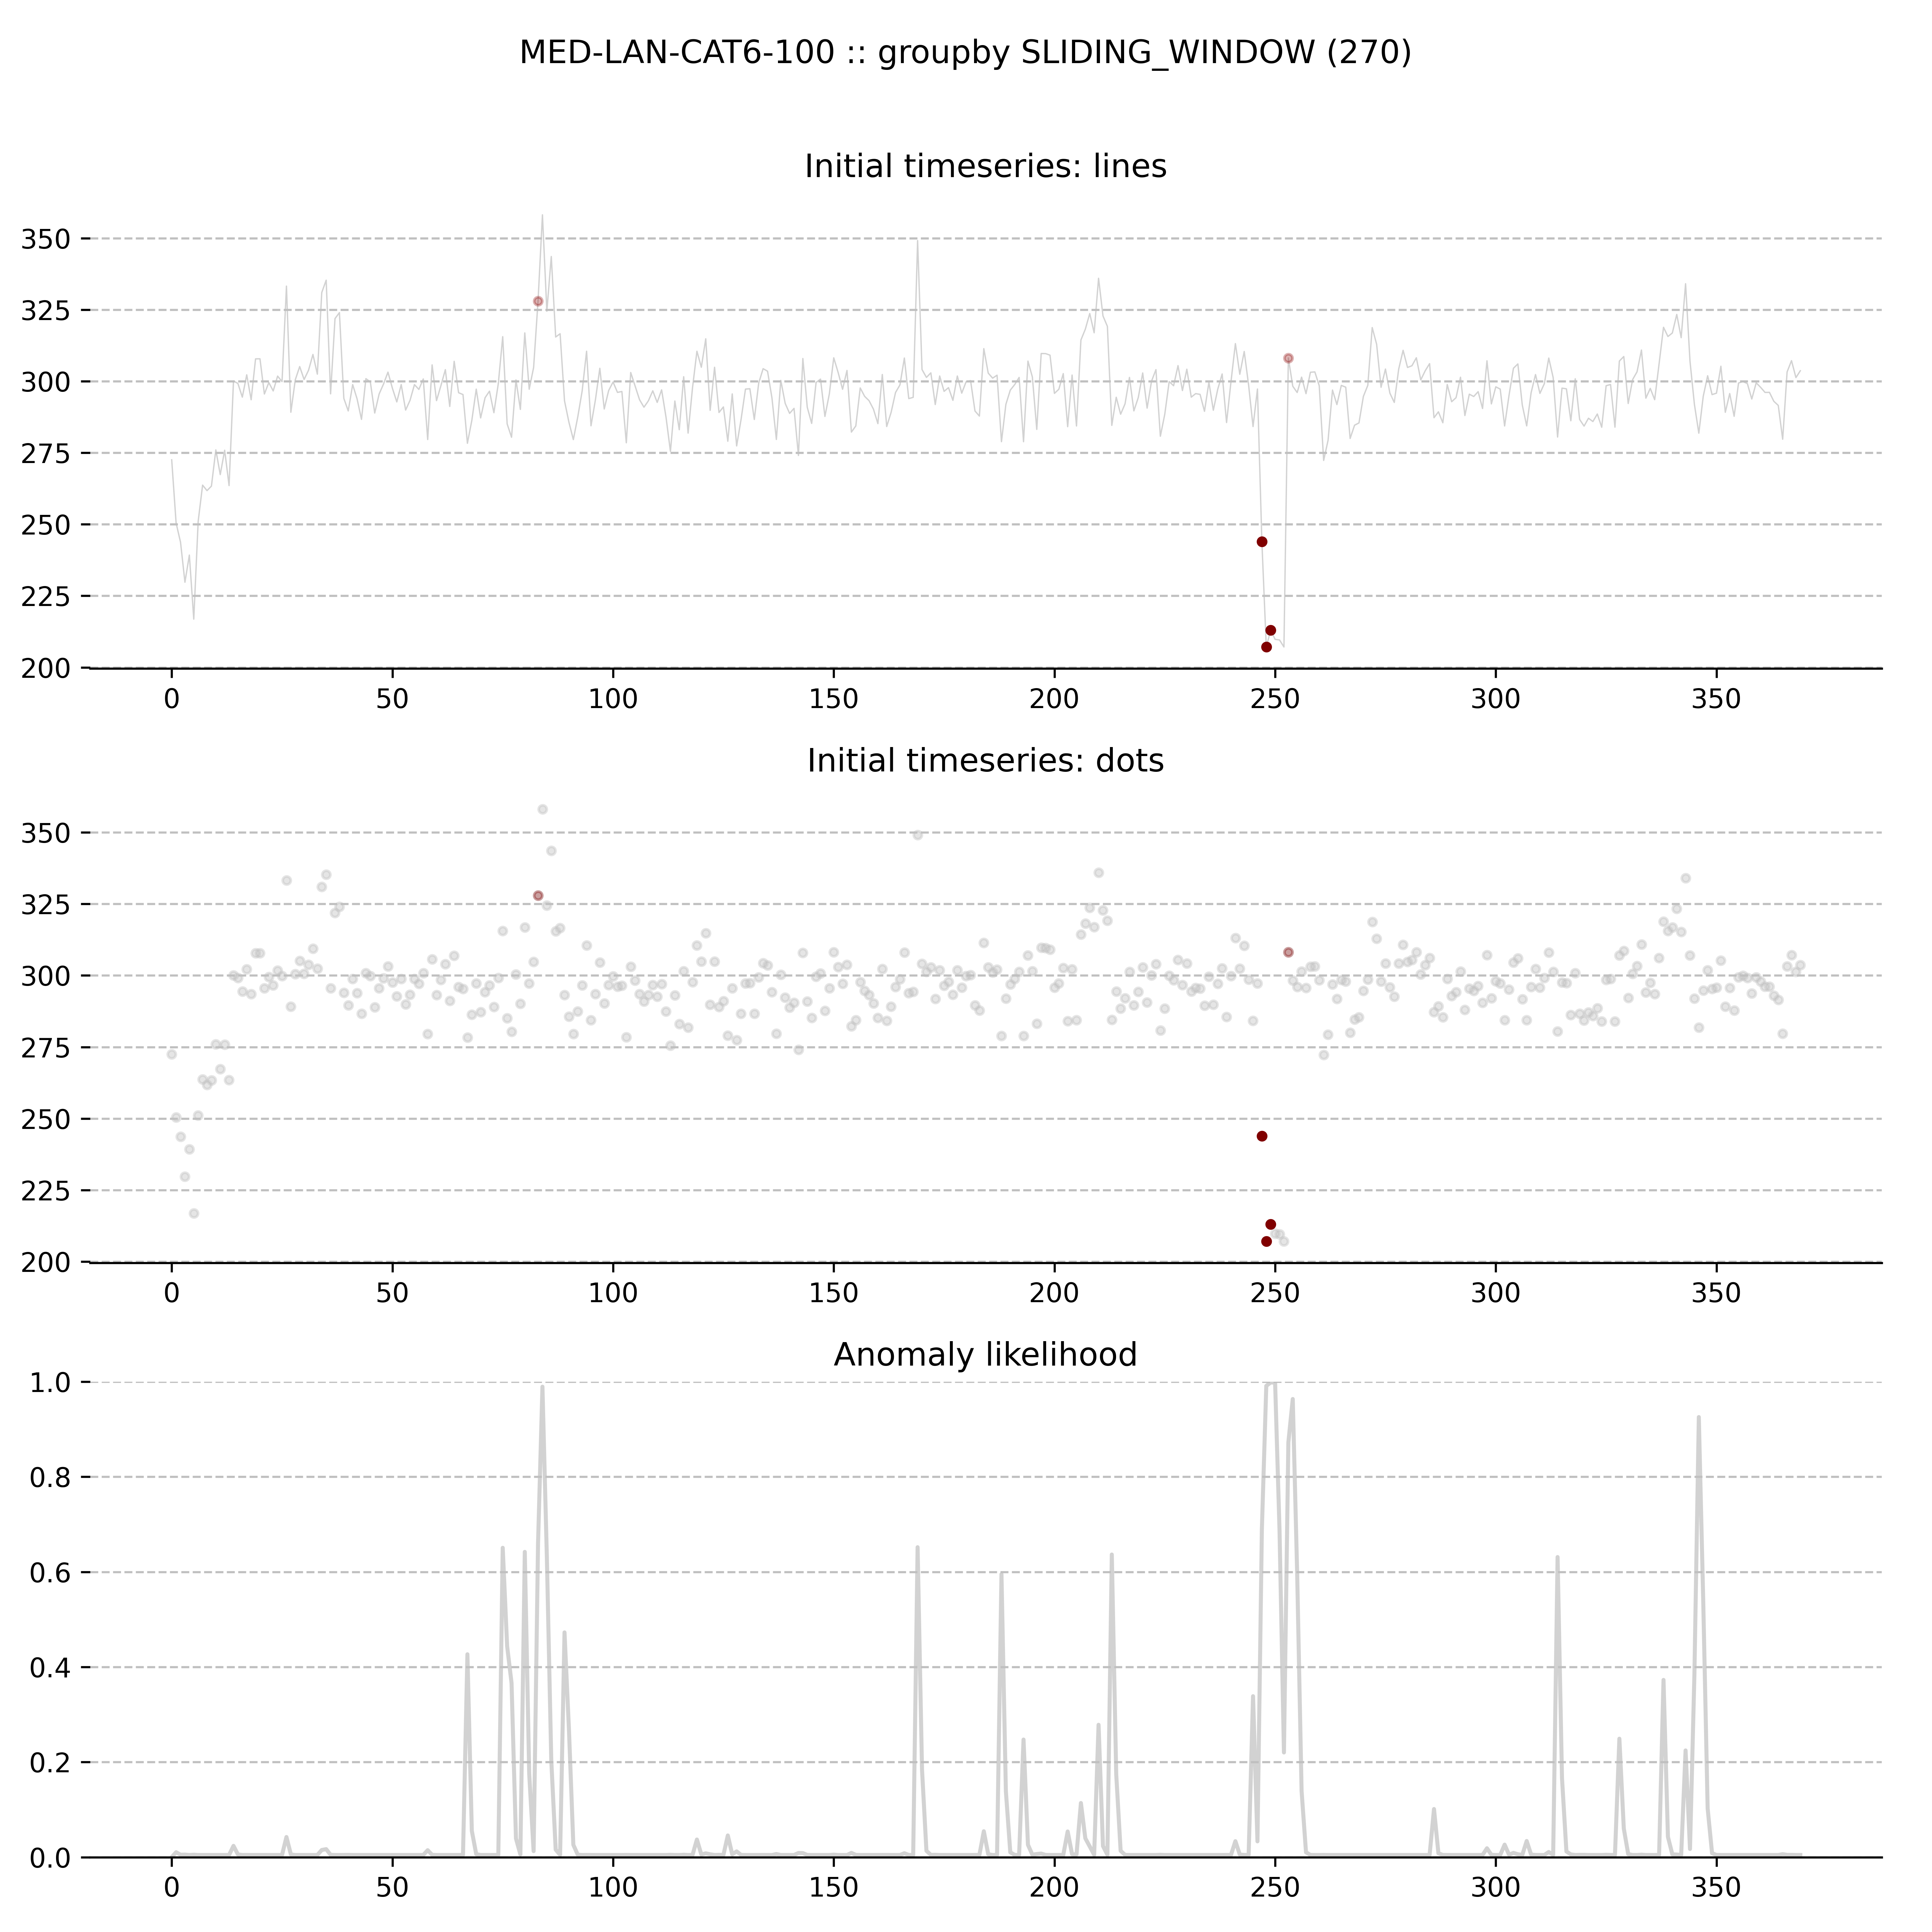 MED-LAN-CAT6-100 :: groupby SLIDING_WINDOW (270)
Initial timeseries: lines
350
325
300
275
250
225
200
0 50 100 150 200 250 300 350
Initial timeseries: dots
350
325
300
275
250
225
200
0 50 100 150 200 250 300 350
Anomaly likelihood
1.0
0.8
0.6
0.4
0.2
0.0
0 50 100 150 200 250 300 350